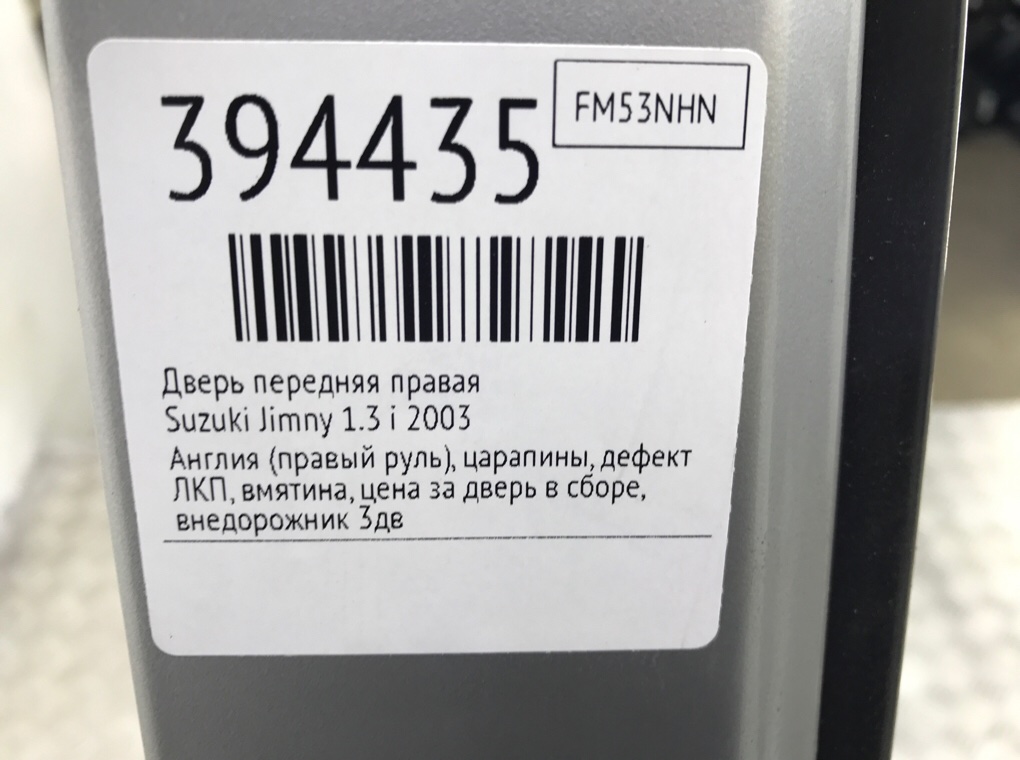 394435
FM53NHN
Дверь передняя правая
Suzuki Jimny 1.3 i 2003
Англия (правый руль), царапины, дефект
ЛКП, вмятина, цена за дверь в сборе,
внедорожник 3дв